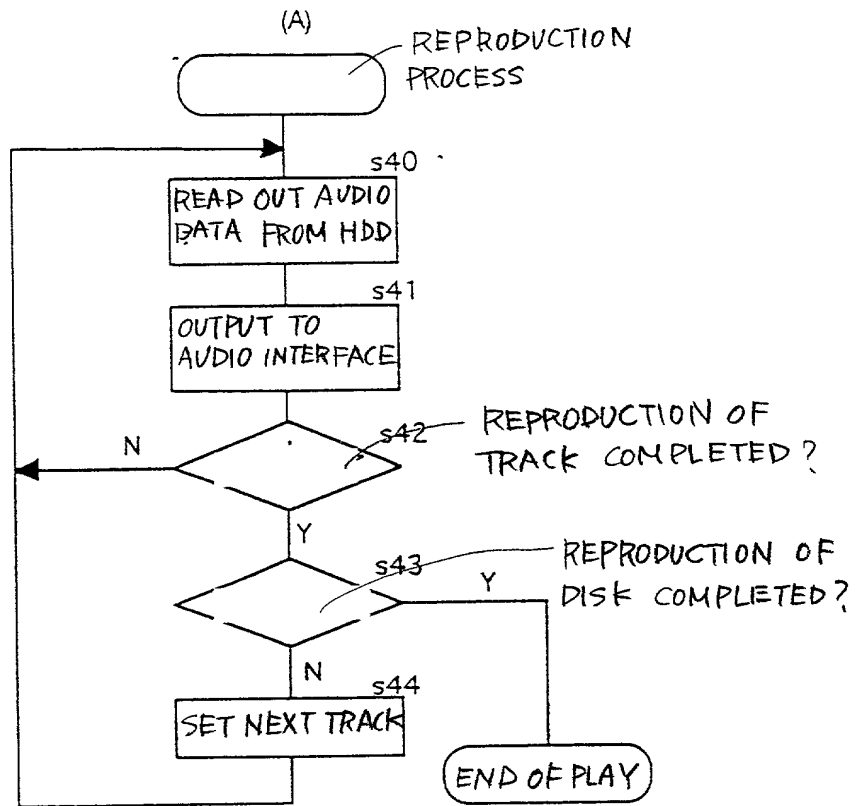 (A)
REPRODUCTION
PROCESS
s40
READ OUT AUDIO
DATA FROM HDD
s41
OUTPUT TO
AUDIO INTERFACE
s42
REPRODUCTION OF
TRACK COMPLETED?
N
Y
s43
REPRODUCTION OF
DISK COMPLETED?
Y
N
s44
SET NEXT TRACK
END OF PLAY